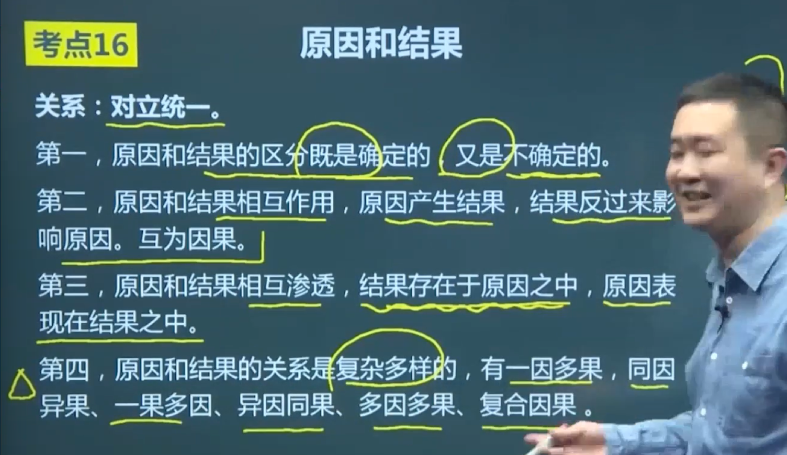 考点16
原因和结果
关系：对立统一。
第一，原因和结果的区分既是确定的，又是不确定的。
第二，原因和结果相互作用，原因产生结果，结果反过来影
响原因。互为因果。
第三，原因和结果相互渗透，结果存在于原因之中，原因表
现在结果之中。
第四，原因和结果的关系是复杂多样的，有一因多果，同因
异果、一果多因、异因同果、多因多果、复合因果 。